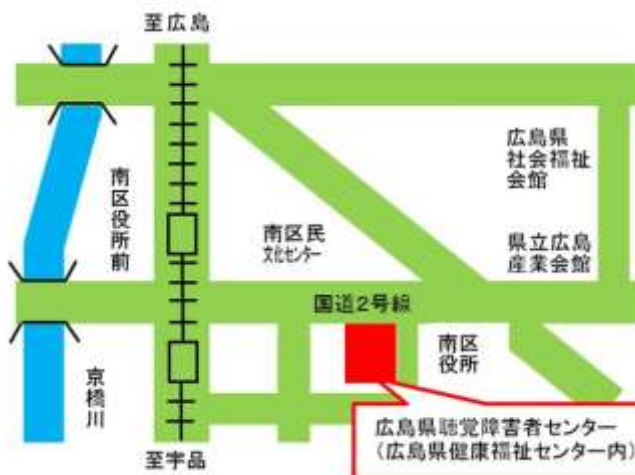 至広島
広島県
社会福祉
会館
南区役所前
南区民
文化センター
県立広島
産業会館
国道2号線
南区
役所
京橋川
広島県聴覚障害者センター
(広島県健康福祉センター内)
至宇品